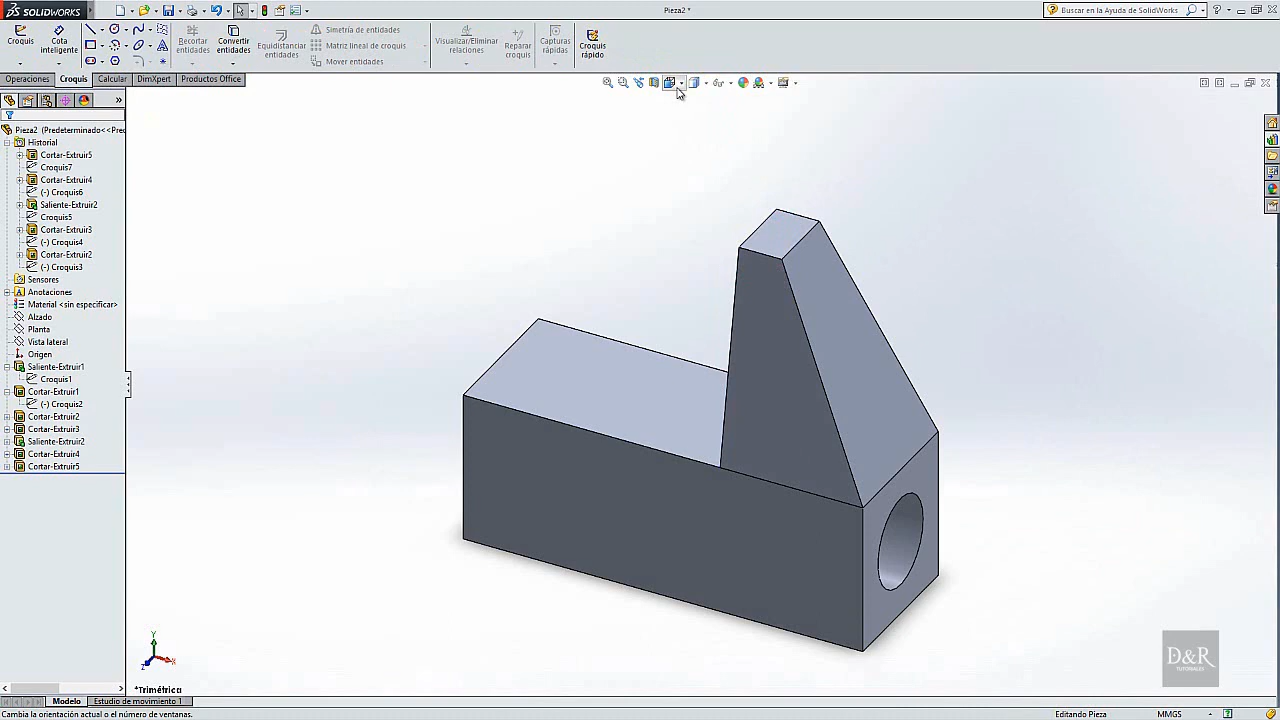 SOLIDWORKS
Pieza2 *
Buscar en la Ayuda de SolidWorks
Croquis
Cota inteligente
Recortar entidades
Convertir entidades
Equidistanciar entidades
Simetría de entidades
Matriz lineal de croquis
Mover entidades
Visualizar/Eliminar relaciones
Reparar croquis
Capturas rápidas
Croquis rápido
Operaciones
Croquis
Calcular
DimXpert
Productos Office
Pieza2 (Predeterminado<<Prec
Historial
Cortar-Extruir5
Croquis7
Cortar-Extruir4
(-) Croquis6
Saliente-Extruir2
Croquis5
Cortar-Extruir3
(-) Croquis4
Cortar-Extruir2
(-) Croquis3
Sensores
Anotaciones
Material <sin especificar>
Alzado
Planta
Vista lateral
Origen
Saliente-Extruir1
Croquis1
Cortar-Extruir1
(-) Croquis2
Cortar-Extruir2
Cortar-Extruir3
Saliente-Extruir2
Cortar-Extruir4
Cortar-Extruir5
Y
X
Z
*Trimétrica
D&R
TUTORIALES
Modelo
Estudio de movimiento 1
Cambia la orientación actual o el número de ventanas.
Editando Pieza
MMGS